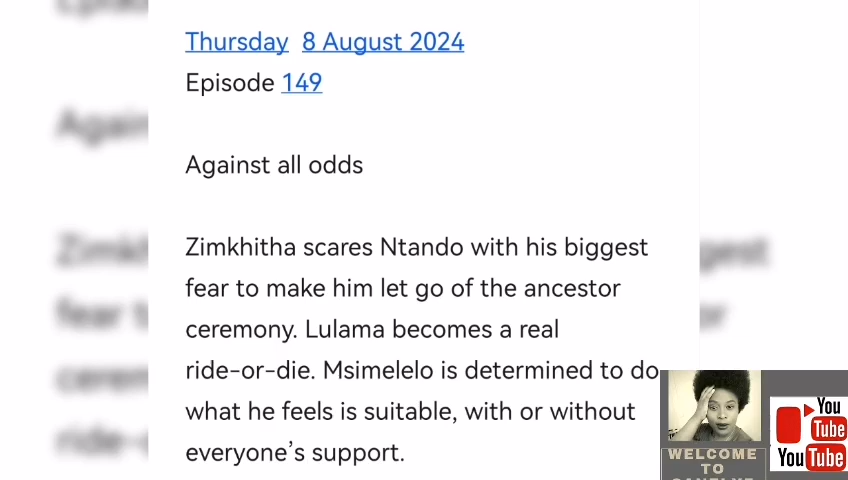 Thursday 8 August 2024
Episode 149
Against all odds
Zimkhitha scares Ntando with his biggest
fear to make him let go of the ancestor
ceremony. Lulama becomes a real
ride-or-die. Msimelelo is determined to do
what he feels is suitable, with or without
everyone's support.
You
Tube
YouTube
WELCOME
TO